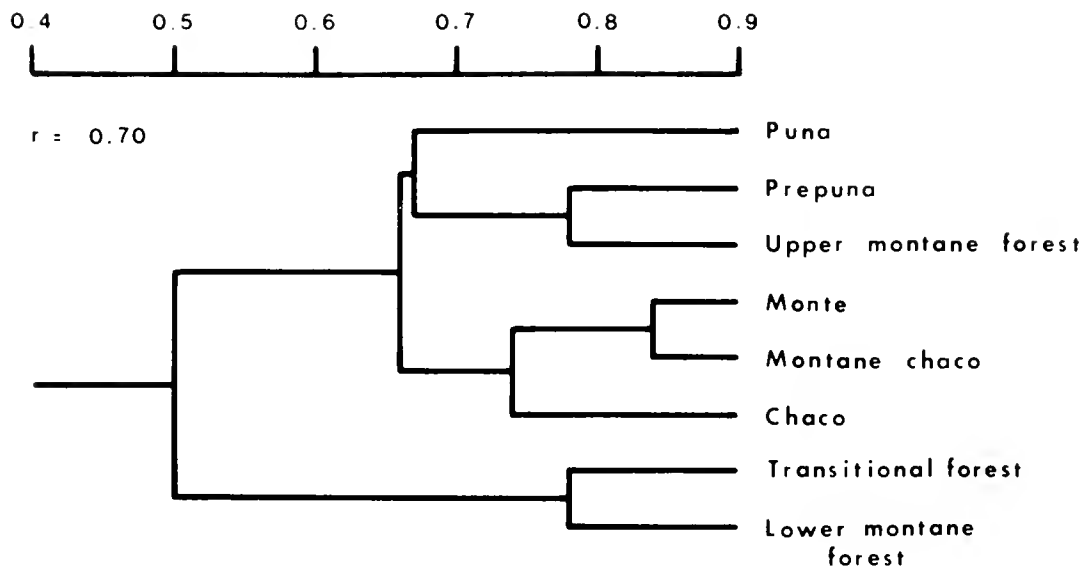 0.4 0.5 0.6 0.7 0.8 0.9
r = 0.70
Puna
Prepuna
Upper montane forest
Monte
Montane chaco
Chaco
Transitional forest
Lower montane
forest